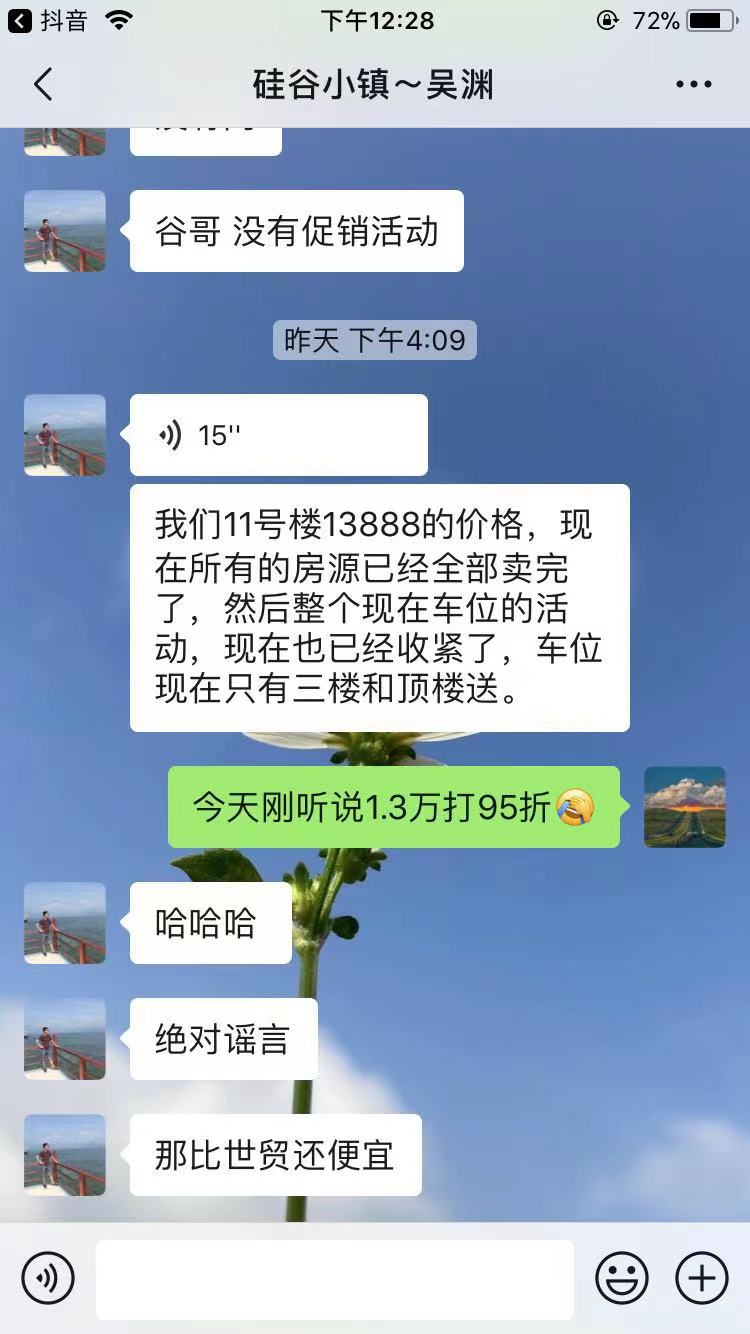 抖音 下午12:28 72%
硅谷小镇～吴渊
谷哥 没有促销活动
昨天 下午4:09
15''
我们11号楼13888的价格，现
在所有的房源已经全部卖完
了，然后整个现在车位的活
动，现在也已经收紧了，车位
现在只有三楼和顶楼送。
今天刚听说1.3万打95折🤦
哈哈哈
绝对谣言
那比世贸还便宜